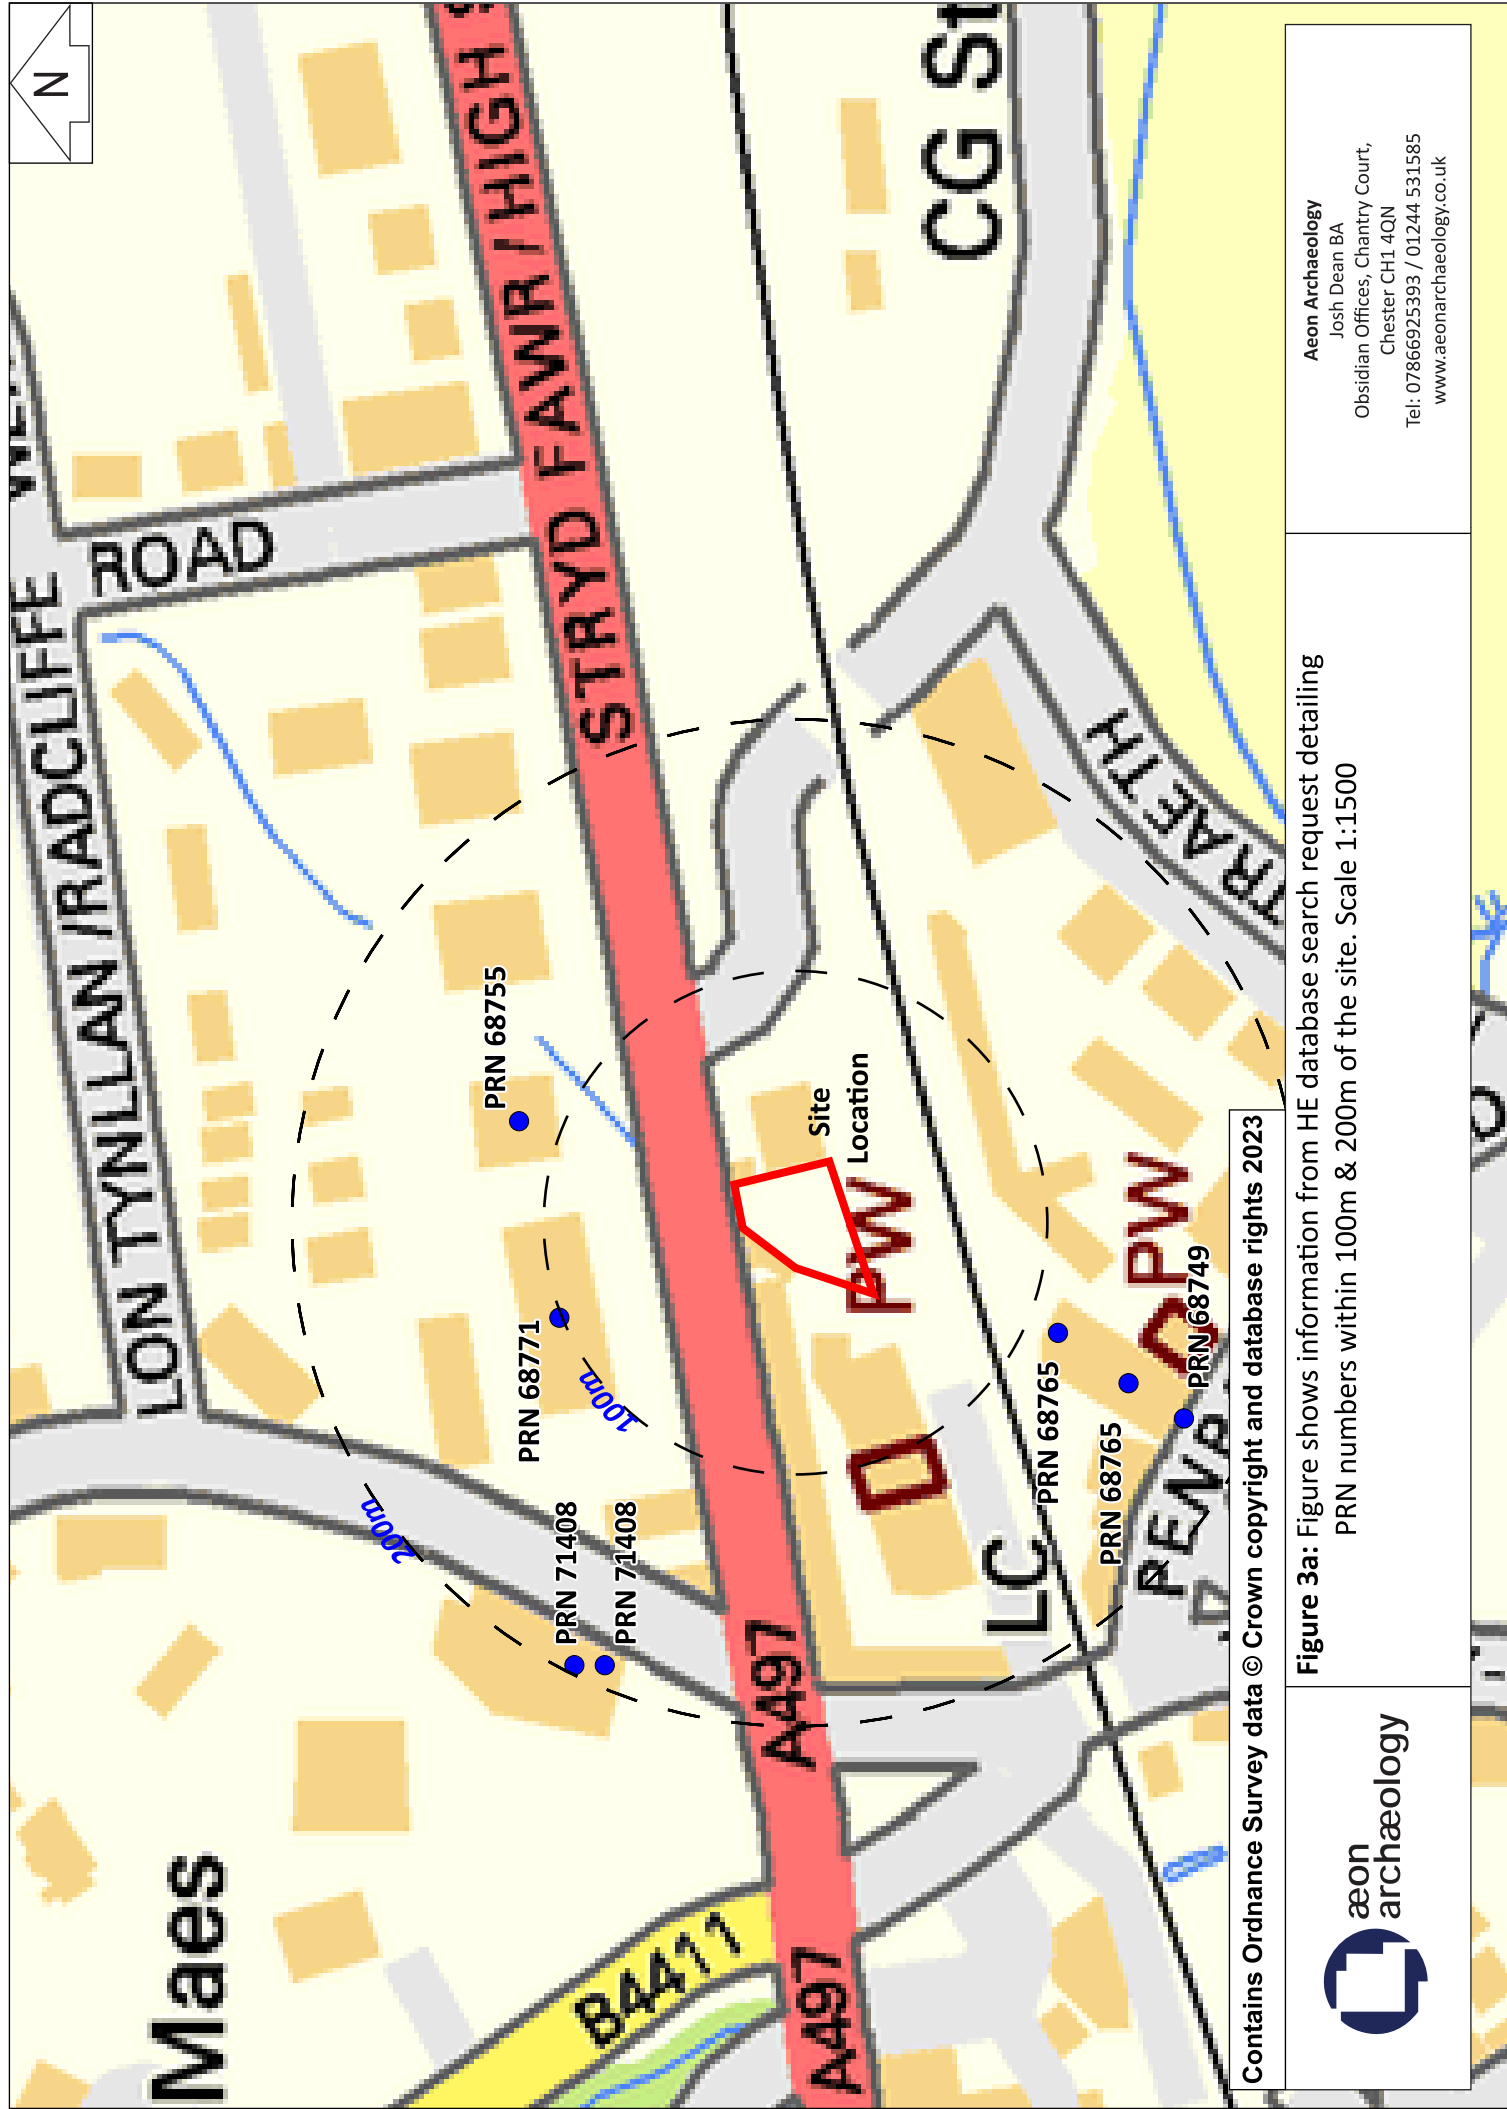 N
ROAD
LON TYNLLAN /RADCLIFFE
STRYD FAWR / HIGH S
CG St
Maes
B4411
A497
A497
PRN 68755
PRN 68771
PRN 71408
PRN 71408
100m
200m
Site
Location
PW
PW
LC
PRN 68765
PRN 68765
PRN 68749
PEN
TRAETH
Contains Ordnance Survey data © Crown copyright and database rights 2023
æon
archæology
Figure 3a: Figure shows information from HE database search request detailing
PRN numbers within 100m & 200m of the site. Scale 1:1500
Aeon Archaeology
Josh Dean BA
Obsidian Offices, Chantry Court,
Chester CH1 4QN
Tel: 07866925393 / 01244 531585
www.aeonarchaeology.co.uk